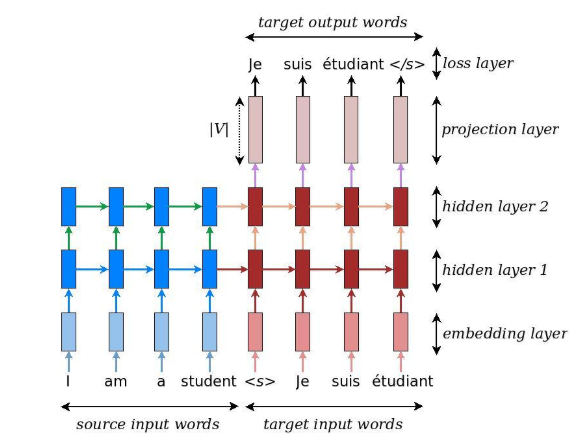 target output words
Je suis étudiant </s> loss layer
|V| projection layer
hidden layer 2
hidden layer 1
embedding layer
I am a student <s> Je suis étudiant
source input words target input words